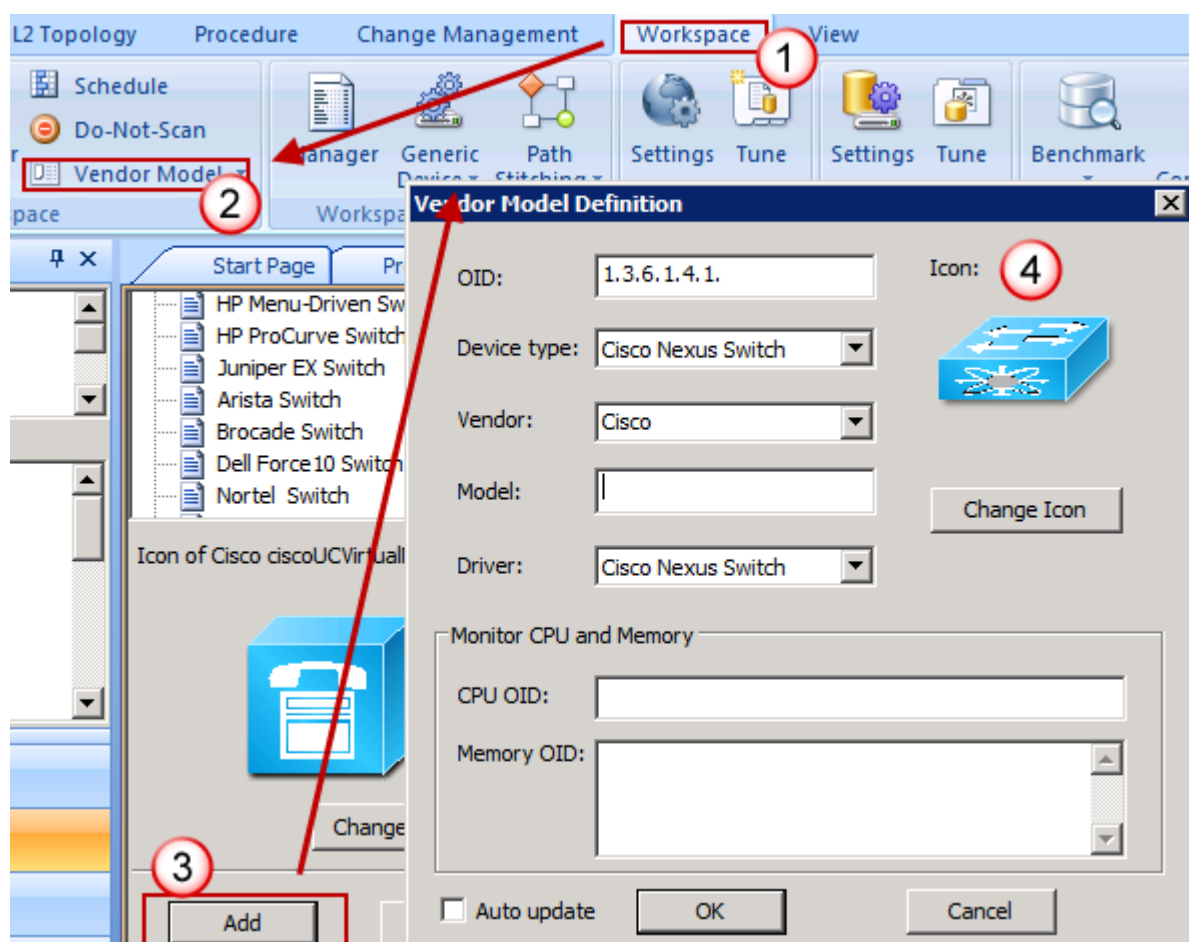 L2 Topology Procedure Change Management Workspace View
1
Schedule
Do-Not-Scan
Vendor Model
2
Manager
Generic
Device
Path
Stitching
Settings
Tune
Settings
Tune
Benchmark
Start Page
HP Menu-Driven
HP ProCurve Switch
Juniper EX Switch
Arista Switch
Brocade Switch
Dell Force10 Switch
Nortel Switch
Icon of Cisco
Change
3
Add
Vendor Model Definition
OID: 1.3.6.1.4.1.
Icon: 4
Device type: Cisco Nexus Switch
Vendor: Cisco
Model:
Change Icon
Driver: Cisco Nexus Switch
Monitor CPU and Memory
CPU OID:
Memory OID:
Auto update OK Cancel